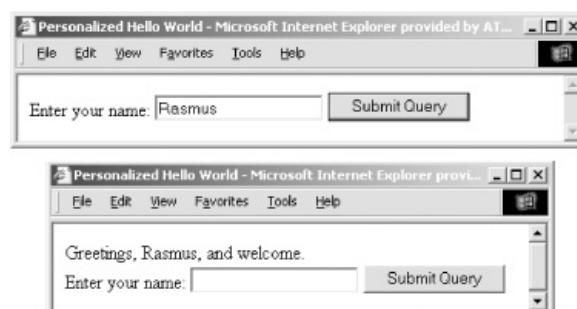 Personalized Hello World - Microsoft Internet Explorer provided by AT...
File Edit View Favorites Tools Help
Enter your name: Rasmus Submit Query
Personalized Hello World - Microsoft Internet Explorer provi...
File Edit View Favorites Tools Help
Greetings, Rasmus, and welcome.
Enter your name: Submit Query